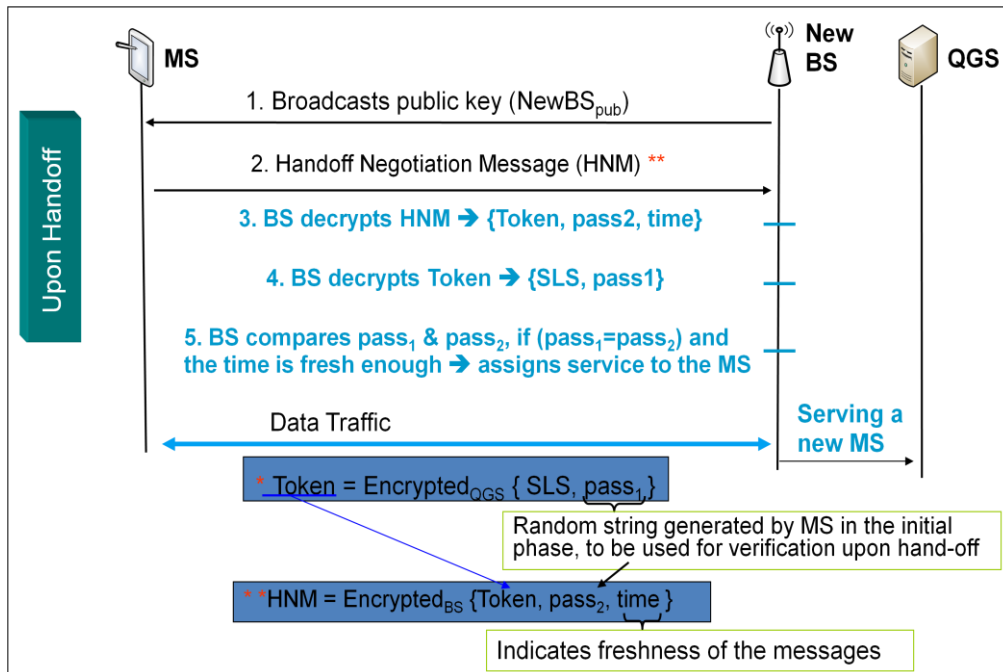 MS
New
BS
QGS
Upon Handoff
1. Broadcasts public key (NewBSpub)
2. Handoff Negotiation Message (HNM) **
3. BS decrypts HNM ➔ {Token, pass2, time}
4. BS decrypts Token ➔ {SLS, pass1}
5. BS compares pass₁ & pass₂, if (pass₁=pass₂) and
the time is fresh enough ➔ assigns service to the MS
Data Traffic
Serving a
new MS
* Token = EncryptedQGS { SLS, pass₁ }
Random string generated by MS in the initial
phase, to be used for verification upon hand-off
* *HNM = EncryptedBS {Token, pass₂, time }
Indicates freshness of the messages